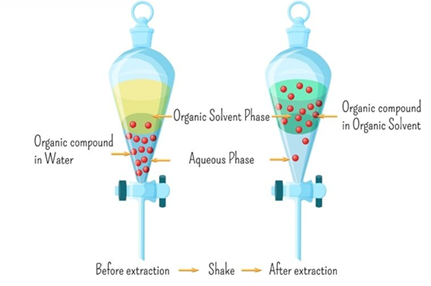 Organic Solvent Phase
Organic compound
in Organic Solvent
Organic compound
in Water
Aqueous Phase
Before extraction → Shake → After extraction